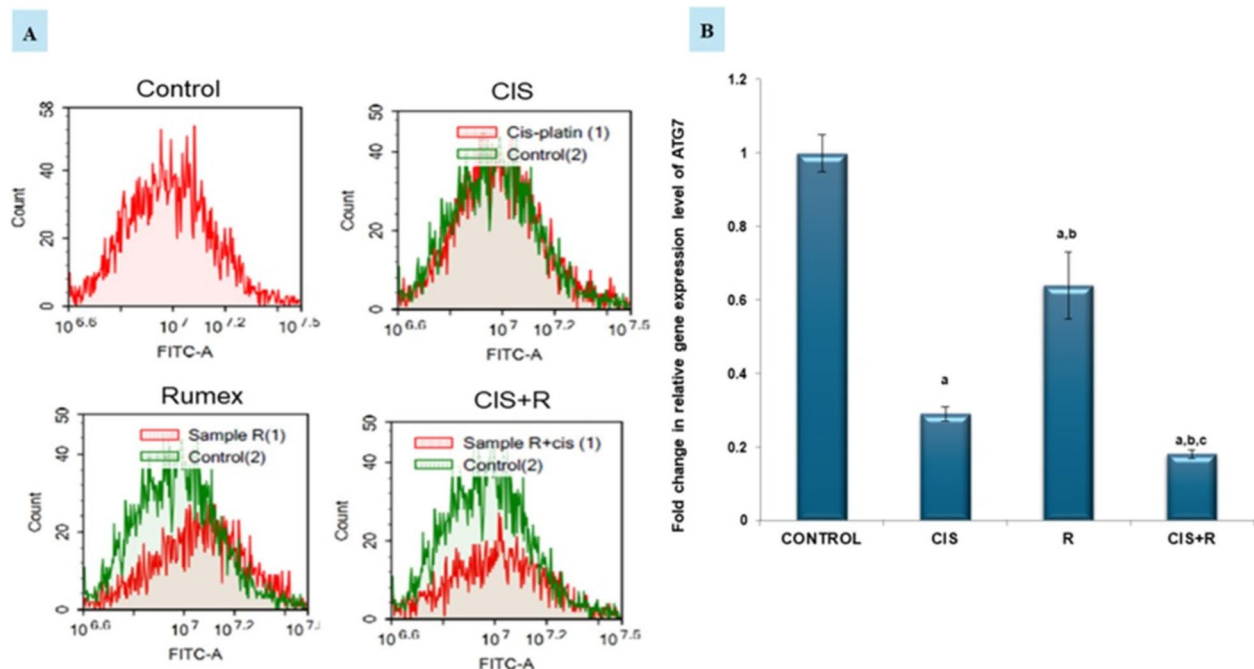 A
Control
58
40
20
0
Count
10^6.6
10^7
10^7.2
10^7.5
FITC-A
CIS
50
40
20
0
Count
Cis-platin (1)
Control(2)
10^6.6
10^7
10^7.2
10^7.5
FITC-A
Rumex
50
40
20
0
Count
Sample R(1)
Control(2)
10^6.6
10^7
10^7.2
FITC-A
CIS+R
50
40
20
0
Count
Sample R+cis (1)
Control(2)
10^6.6
10^7
10^7.2
10^7.5
FITC-A
B
Fold change in relative gene expression level of ATG7
1.2
1
0.8
0.6
0.4
0.2
0
a
a,b
a,b,c
CONTROL
CIS
R
CIS+R